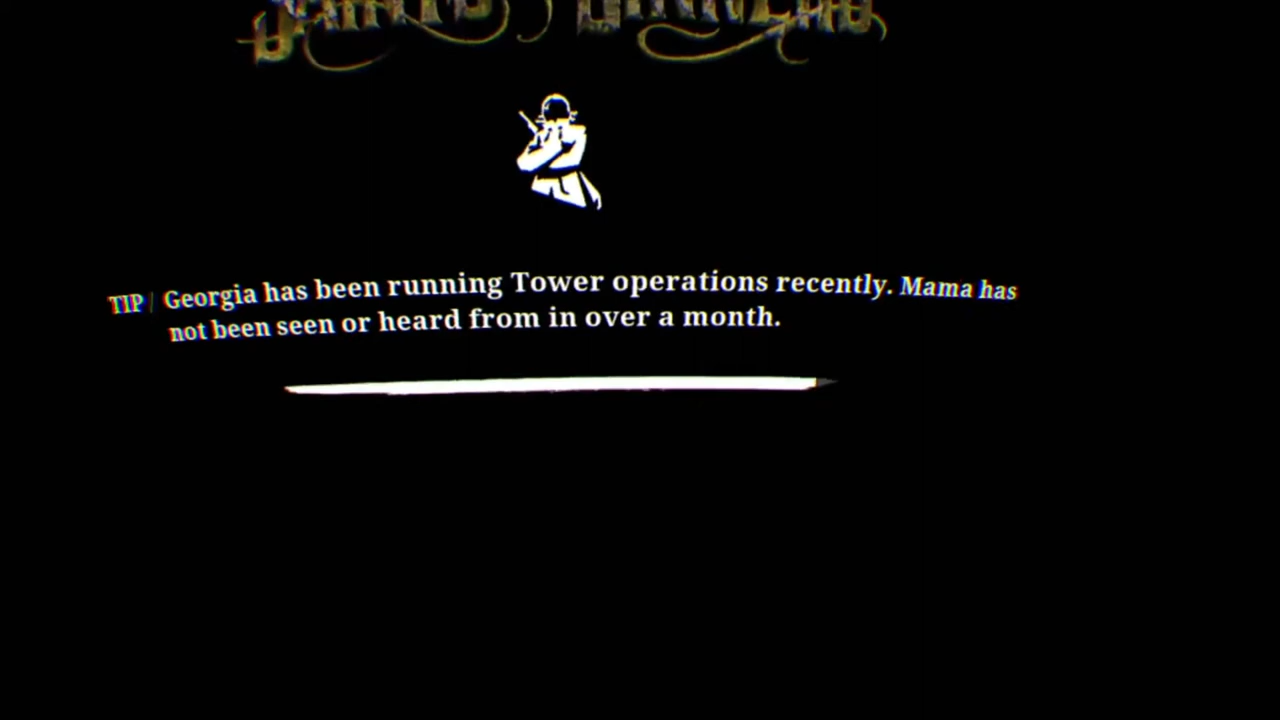 TIP / Georgia has been running Tower operations recently. Mama has
not been seen or heard from in over a month.